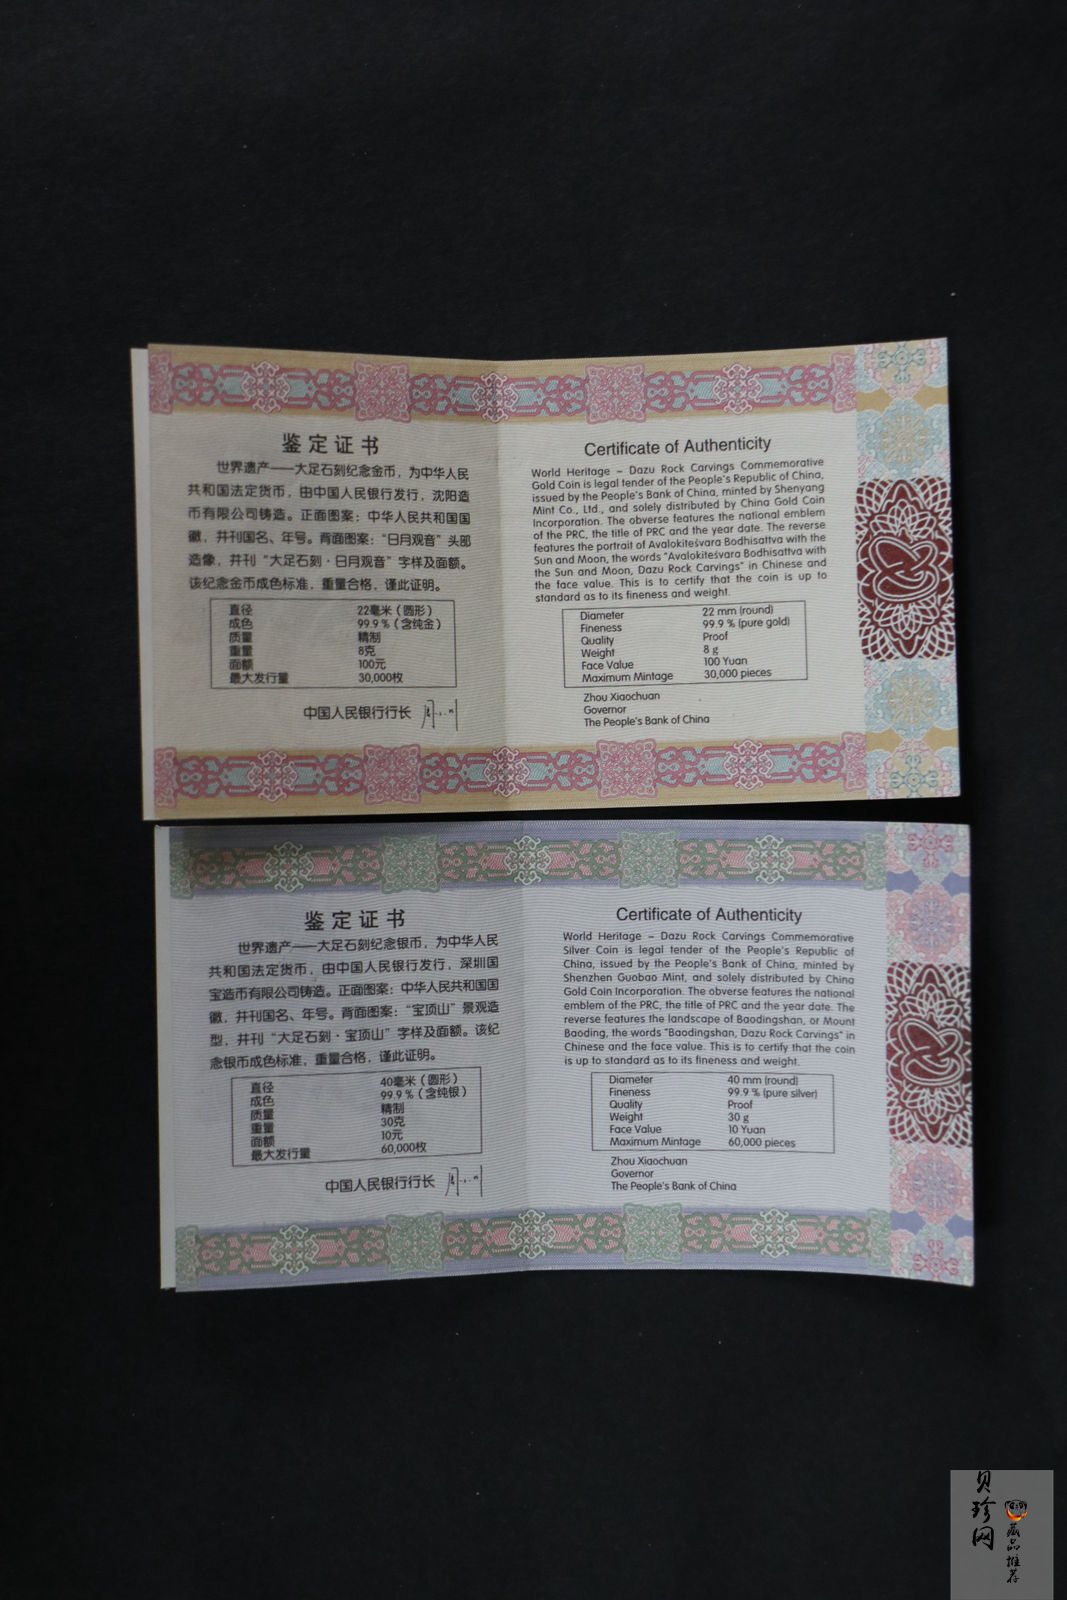 鉴定证书
世界遗产——大足石刻纪念金币，为中华人民
共和国法定货币，由中国人民银行发行，沈阳造
币有限公司铸造。正面图案：中华人民共和国国
徽，并刊国名、年号。背面图案：“日月观音”头部
造像，并刊“大足石刻·日月观音”字样及面额。
该纪念金币成色标准，重量合格，谨此证明。
直径 22毫米（圆形）
成色 99.9%（含纯金）
质量 精制
重量 8克
面额 100元
最大发行量 30,000枚
中国人民银行行长
Certificate of Authenticity
World Heritage – Dazu Rock Carvings Commemorative
Gold Coin is legal tender of the People's Republic of China,
issued by the People's Bank of China, minted by Shenyang
Mint Co., Ltd., and solely distributed by China Gold Coin
Incorporation. The obverse features the national emblem
of the PRC, the title of PRC and the year date. The reverse
features the portrait of Avalokiteśvara Bodhisattva with the
Sun and Moon, the words "Avalokiteśvara Bodhisattva with
the Sun and Moon, Dazu Rock Carvings" in Chinese and
the face value. This is to certify that the coin is up to
standard as to its fineness and weight.
Diameter 22 mm (round)
Fineness 99.9 % (pure gold)
Quality Proof
Weight 8 g
Face Value 100 Yuan
Maximum Mintage 30,000 pieces
Zhou Xiaochuan
Governor
The People's Bank of China
鉴定证书
世界遗产——大足石刻纪念银币，为中华人民
共和国法定货币，由中国人民银行发行，深圳国
宝造币有限公司铸造。正面图案：中华人民共和国国
徽，并刊国名、年号。背面图案：“宝顶山”景观造
型，并刊“大足石刻·宝顶山”字样及面额。该纪
念银币成色标准，重量合格，谨此证明。
直径 40毫米（圆形）
成色 99.9%（含纯银）
质量 精制
重量 30克
面额 10元
最大发行量 60,000枚
中国人民银行行长
Certificate of Authenticity
World Heritage – Dazu Rock Carvings Commemorative
Silver Coin is legal tender of the People's Republic of
China, issued by the People's Bank of China, minted by
Shenzhen Guobao Mint, and solely distributed by China
Gold Coin Incorporation. The obverse features the national
emblem of the PRC, the title of PRC and the year date. The
reverse features the landscape of Baodingshan, or Mount
Baoding, the words "Baodingshan, Dazu Rock Carvings" in
Chinese and the face value. This is to certify that the coin
is up to standard as to its fineness and weight.
Diameter 40 mm (round)
Fineness 99.9 % (pure silver)
Quality Proof
Weight 30 g
Face Value 10 Yuan
Maximum Mintage 60,000 pieces
Zhou Xiaochuan
Governor
The People's Bank of China
贝珍网
藏品推荐